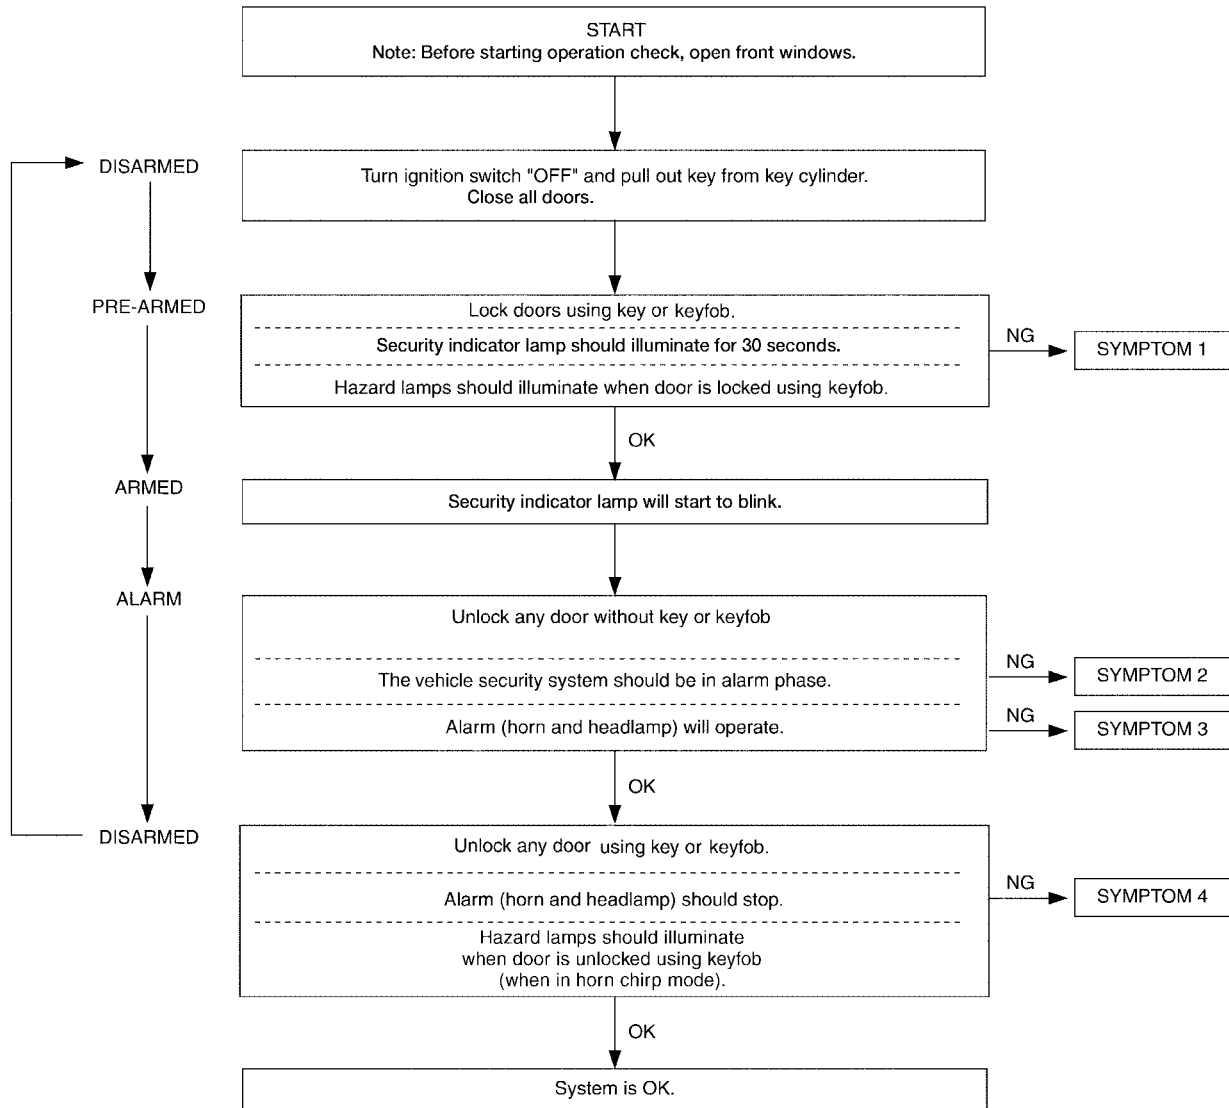 START
Note: Before starting operation check, open front windows.
DISARMED
Turn ignition switch "OFF" and pull out key from key cylinder.
Close all doors.
PRE-ARMED
Lock doors using key or keyfob.
Security indicator lamp should illuminate for 30 seconds.
Hazard lamps should illuminate when door is locked using keyfob.
NG
SYMPTOM 1
OK
ARMED
Security indicator lamp will start to blink.
ALARM
Unlock any door without key or keyfob
The vehicle security system should be in alarm phase.
NG
SYMPTOM 2
Alarm (horn and headlamp) will operate.
NG
SYMPTOM 3
OK
DISARMED
Unlock any door using key or keyfob.
Alarm (horn and headlamp) should stop.
NG
SYMPTOM 4
Hazard lamps should illuminate
when door is unlocked using keyfob
(when in horn chirp mode).
OK
System is OK.